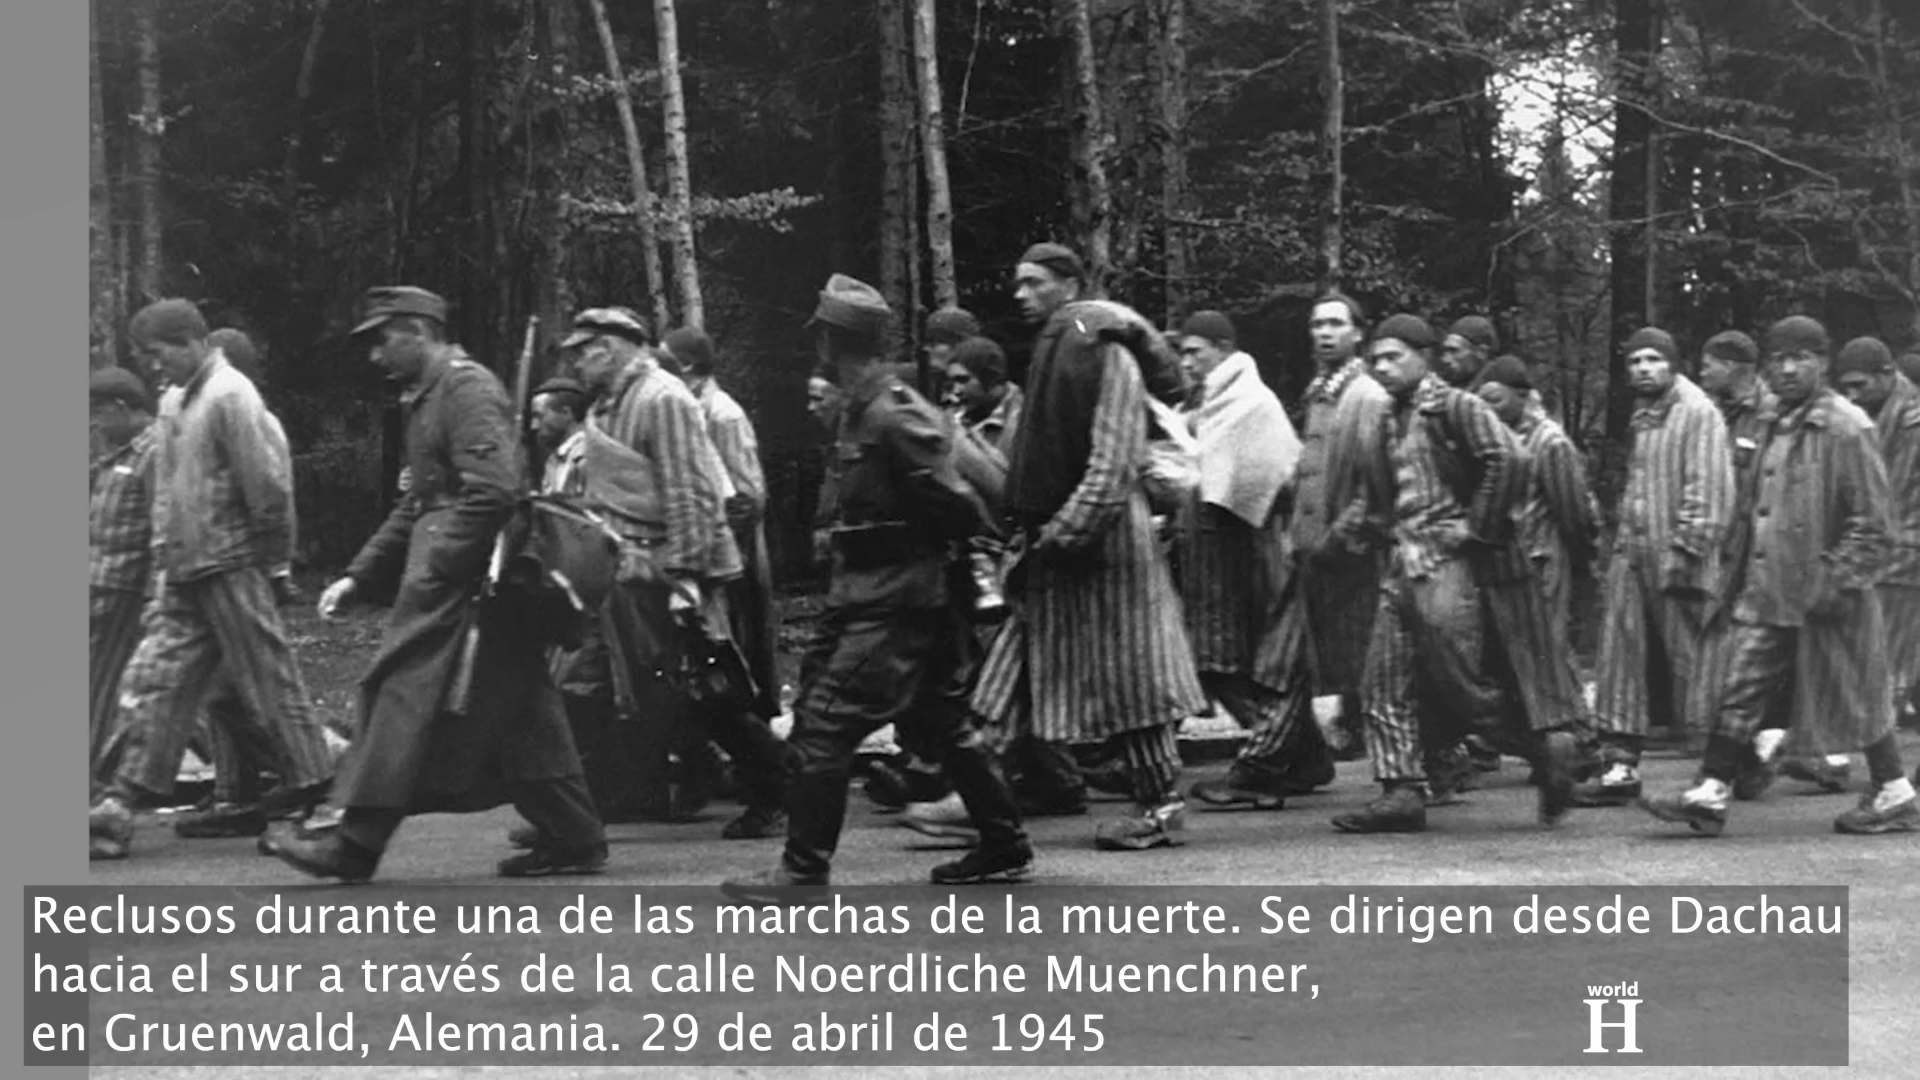 Reclusos durante una de las marchas de la muerte. Se dirigen desde Dachau
hacia el sur a través de la calle Noerdliche Muenchner,
en Gruenwald, Alemania. 29 de abril de 1945
world
H